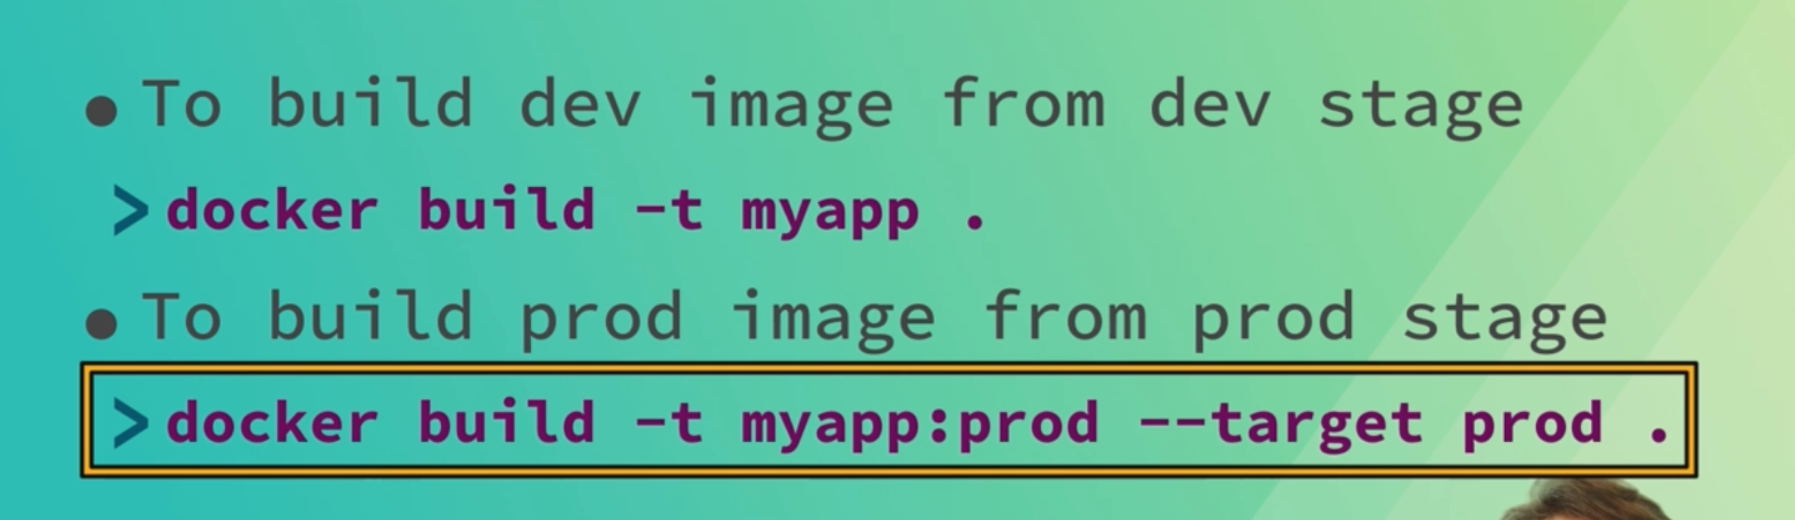 ● To build dev image from dev stage
> docker build -t myapp .
● To build prod image from prod stage
> docker build -t myapp:prod --target prod .